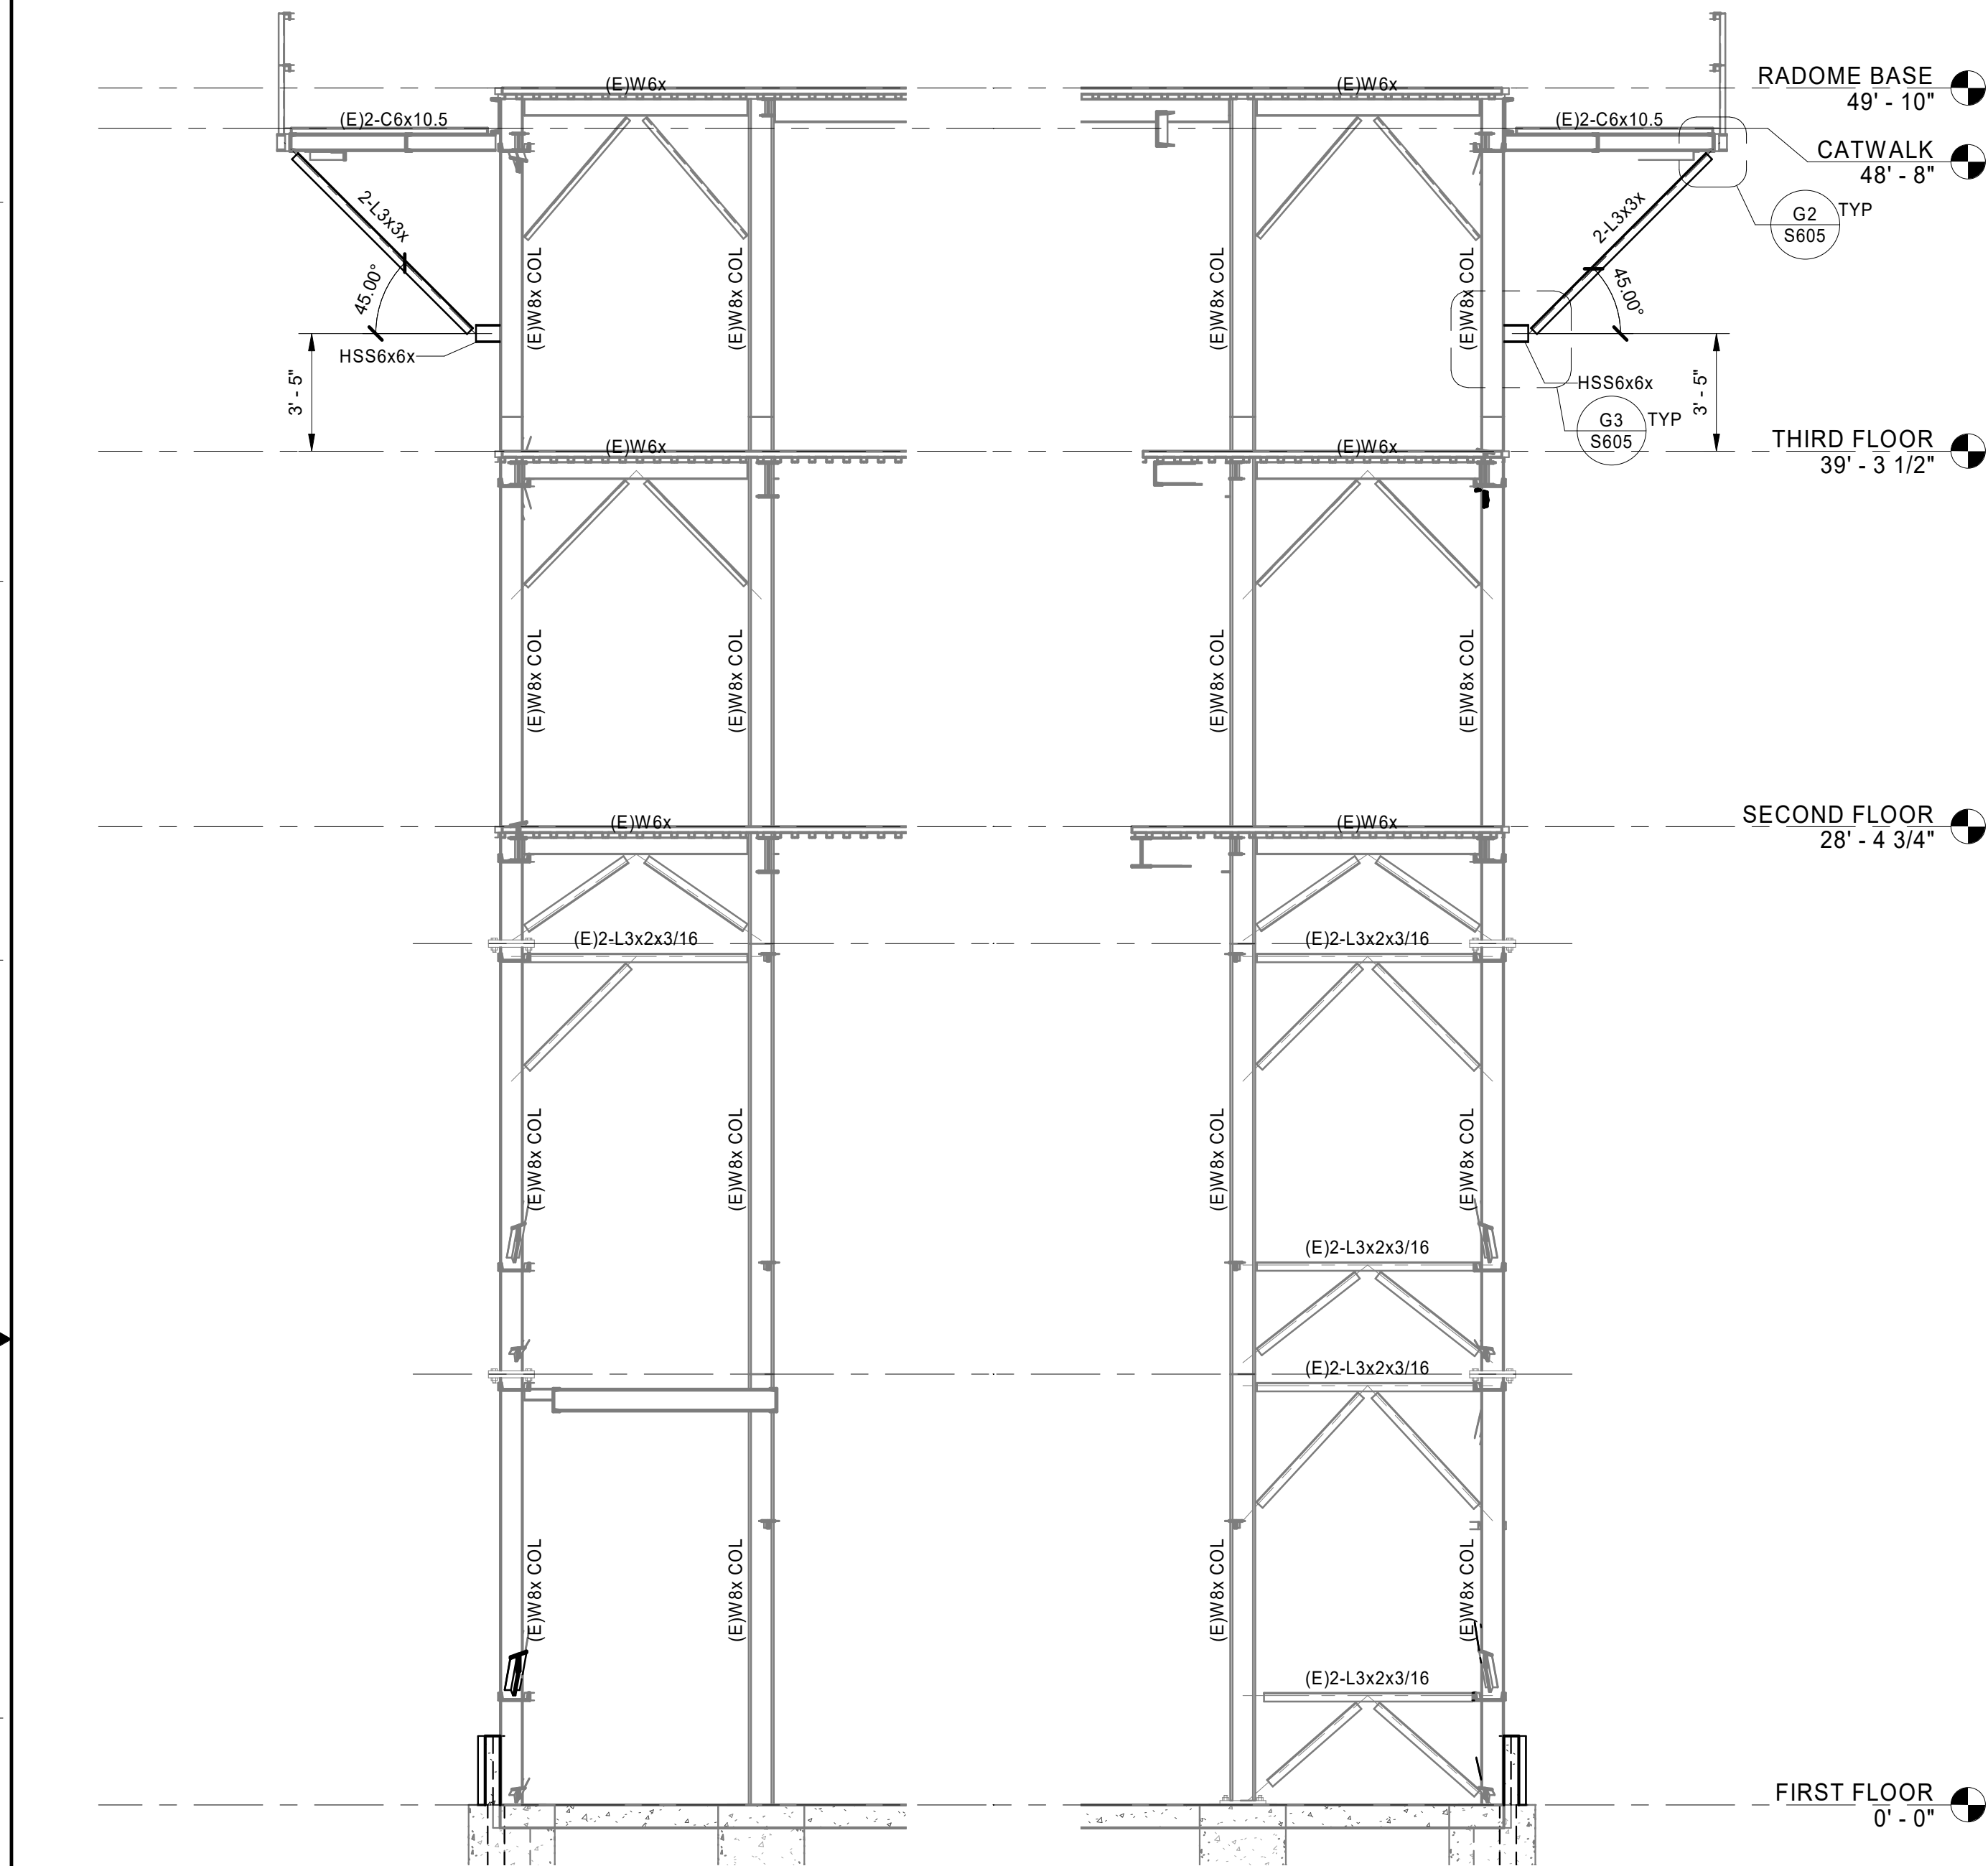 (E)W6x
(E)W6x
RADOME BASE
49' - 10"
(E)2-C6x10.5
(E)2-C6x10.5
CATWALK
48' - 8"
2-L3x3x
2-L3x3x
G2
S605
TYP
45.00°
45.00°
(E)W8x COL
(E)W8x COL
(E)W8x COL
(E)W8x COL
HSS6x6x
HSS6x6x
3' - 5"
3' - 5"
G3
S605
TYP
(E)W6x
(E)W6x
THIRD FLOOR
39' - 3 1/2"
(E)W8x COL
(E)W8x COL
(E)W8x COL
(E)W8x COL
(E)W6x
(E)W6x
SECOND FLOOR
28' - 4 3/4"
(E)2-L3x2x3/16
(E)2-L3x2x3/16
(E)W8x COL
(E)W8x COL
(E)W8x COL
(E)W8x COL
(E)2-L3x2x3/16
(E)2-L3x2x3/16
(E)W8x COL
(E)W8x COL
(E)W8x COL
(E)W8x COL
(E)2-L3x2x3/16
FIRST FLOOR
0' - 0"